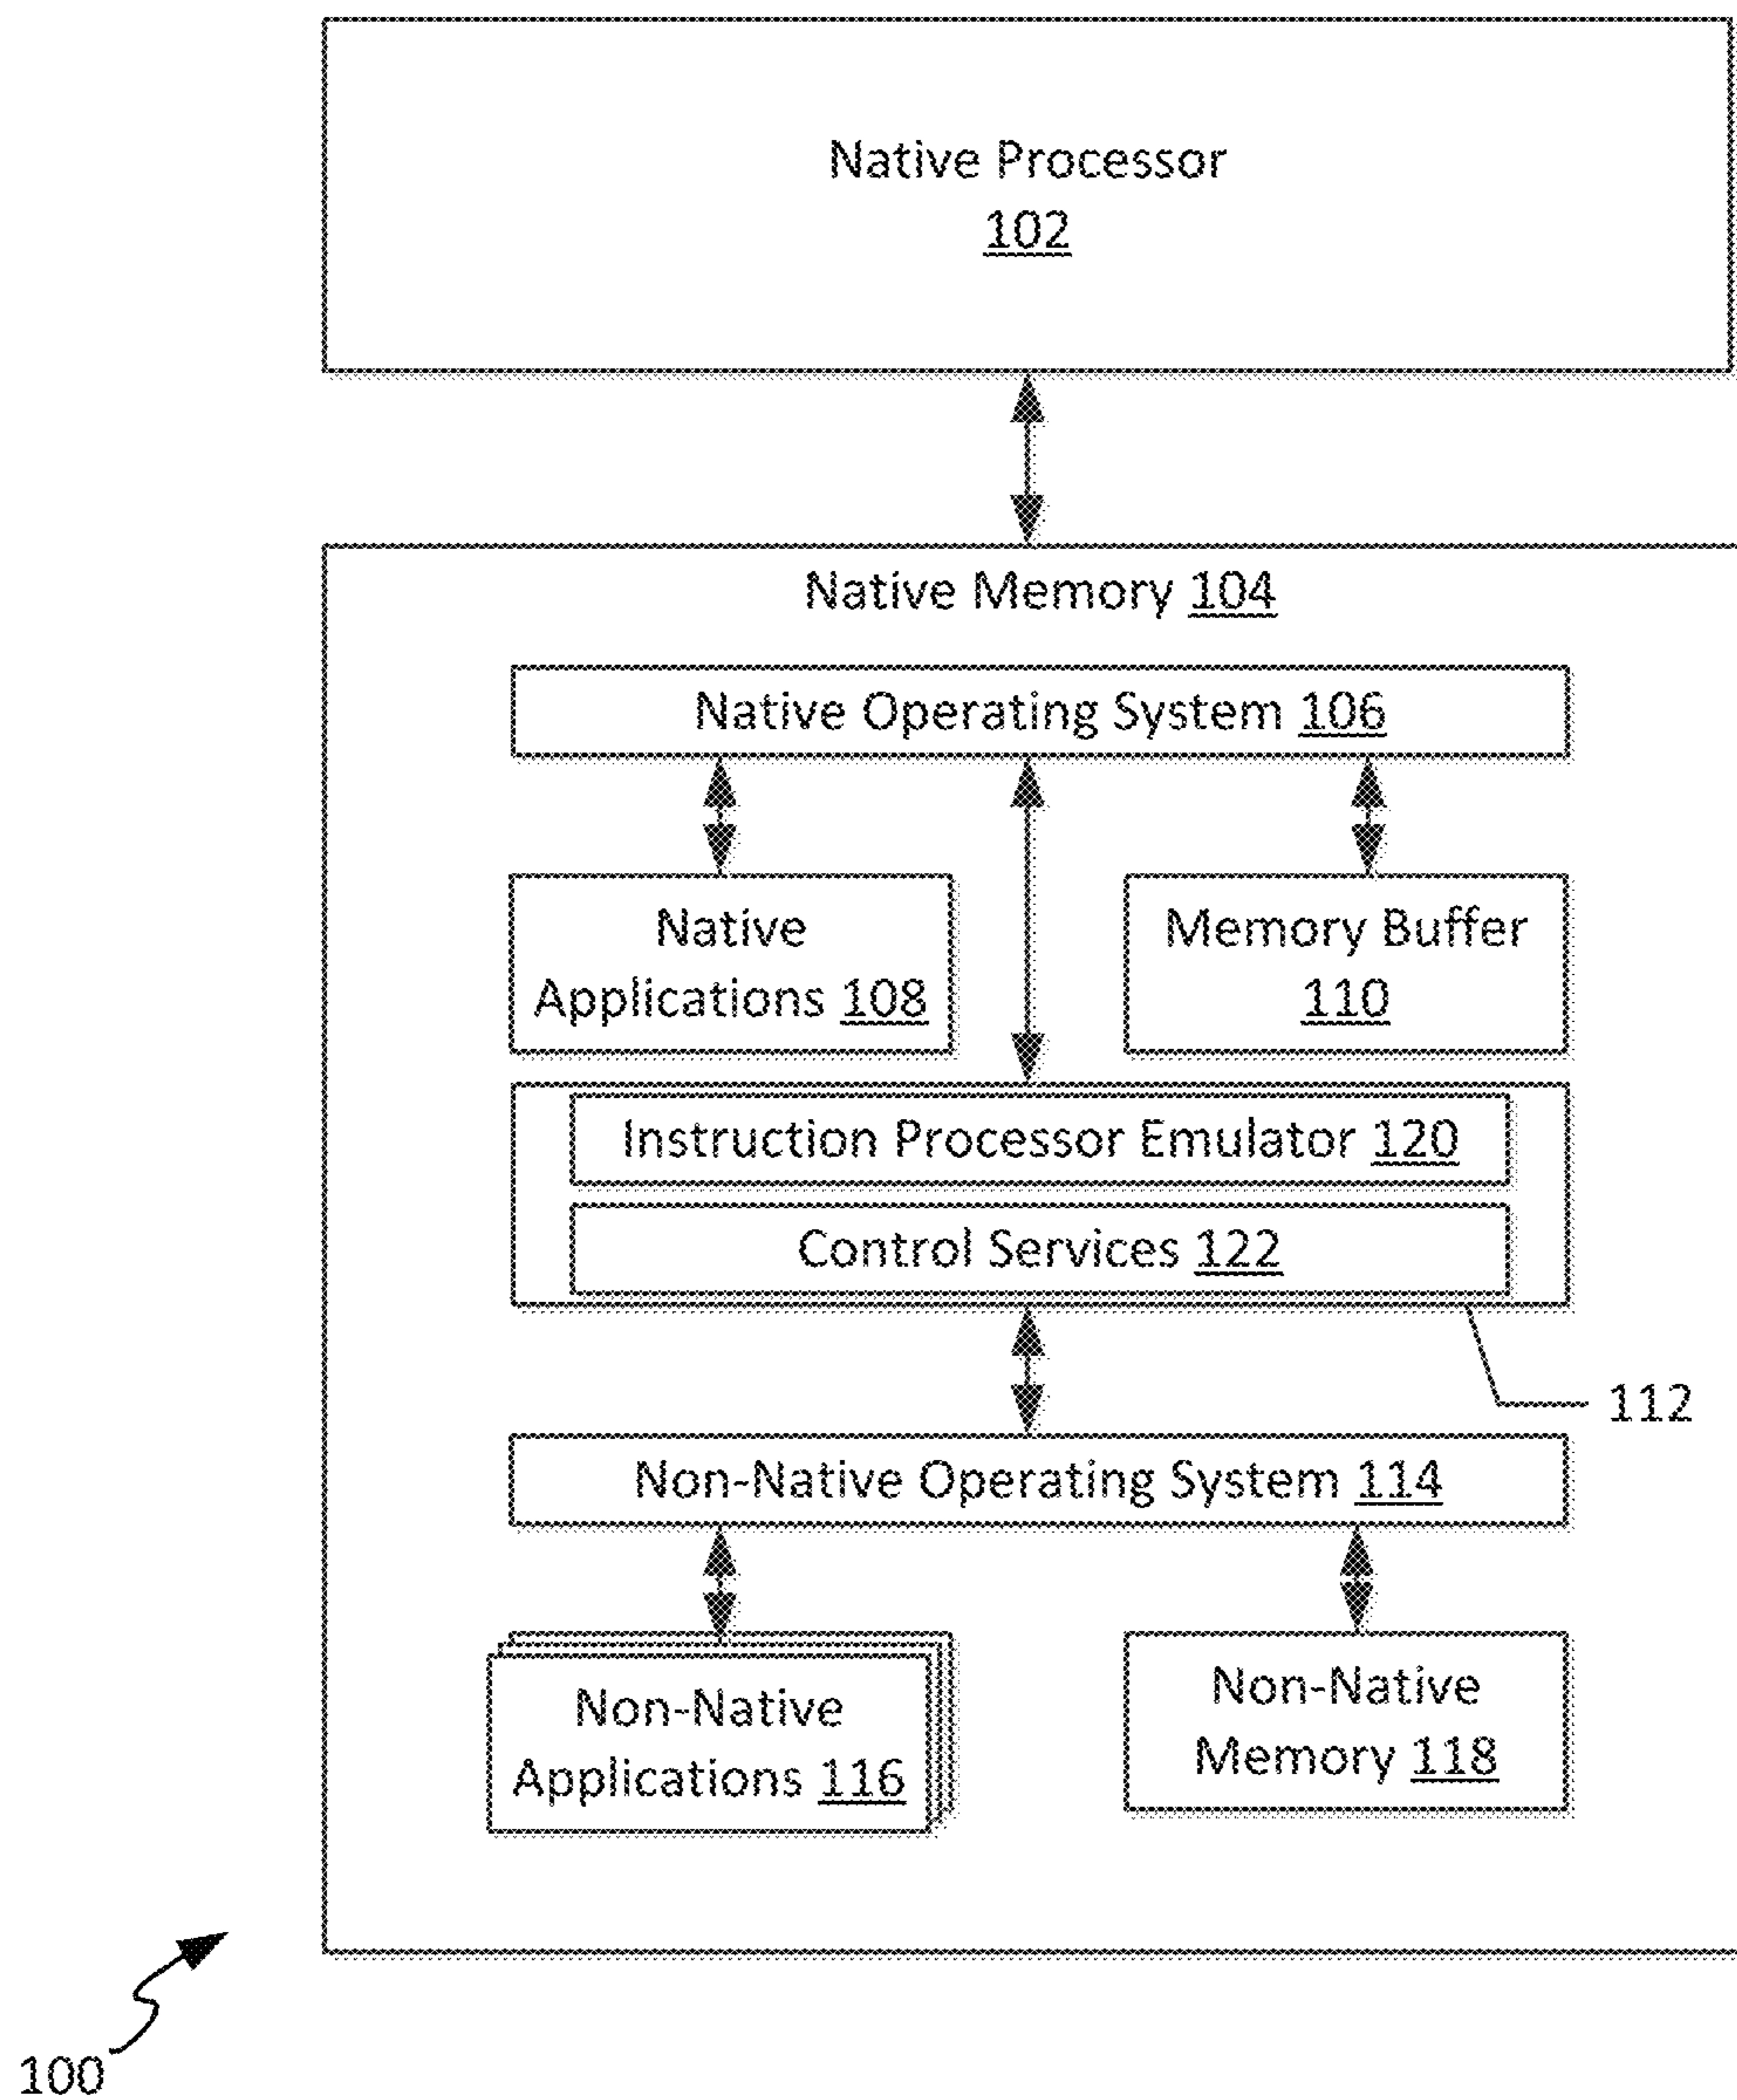 Native Processor
102
Native Memory 104
Native Operating System 106
Native
Applications 108
Memory Buffer
110
Instruction Processor Emulator 120
Control Services 122
112
Non-Native Operating System 114
Non-Native
Applications 116
Non-Native
Memory 118
100